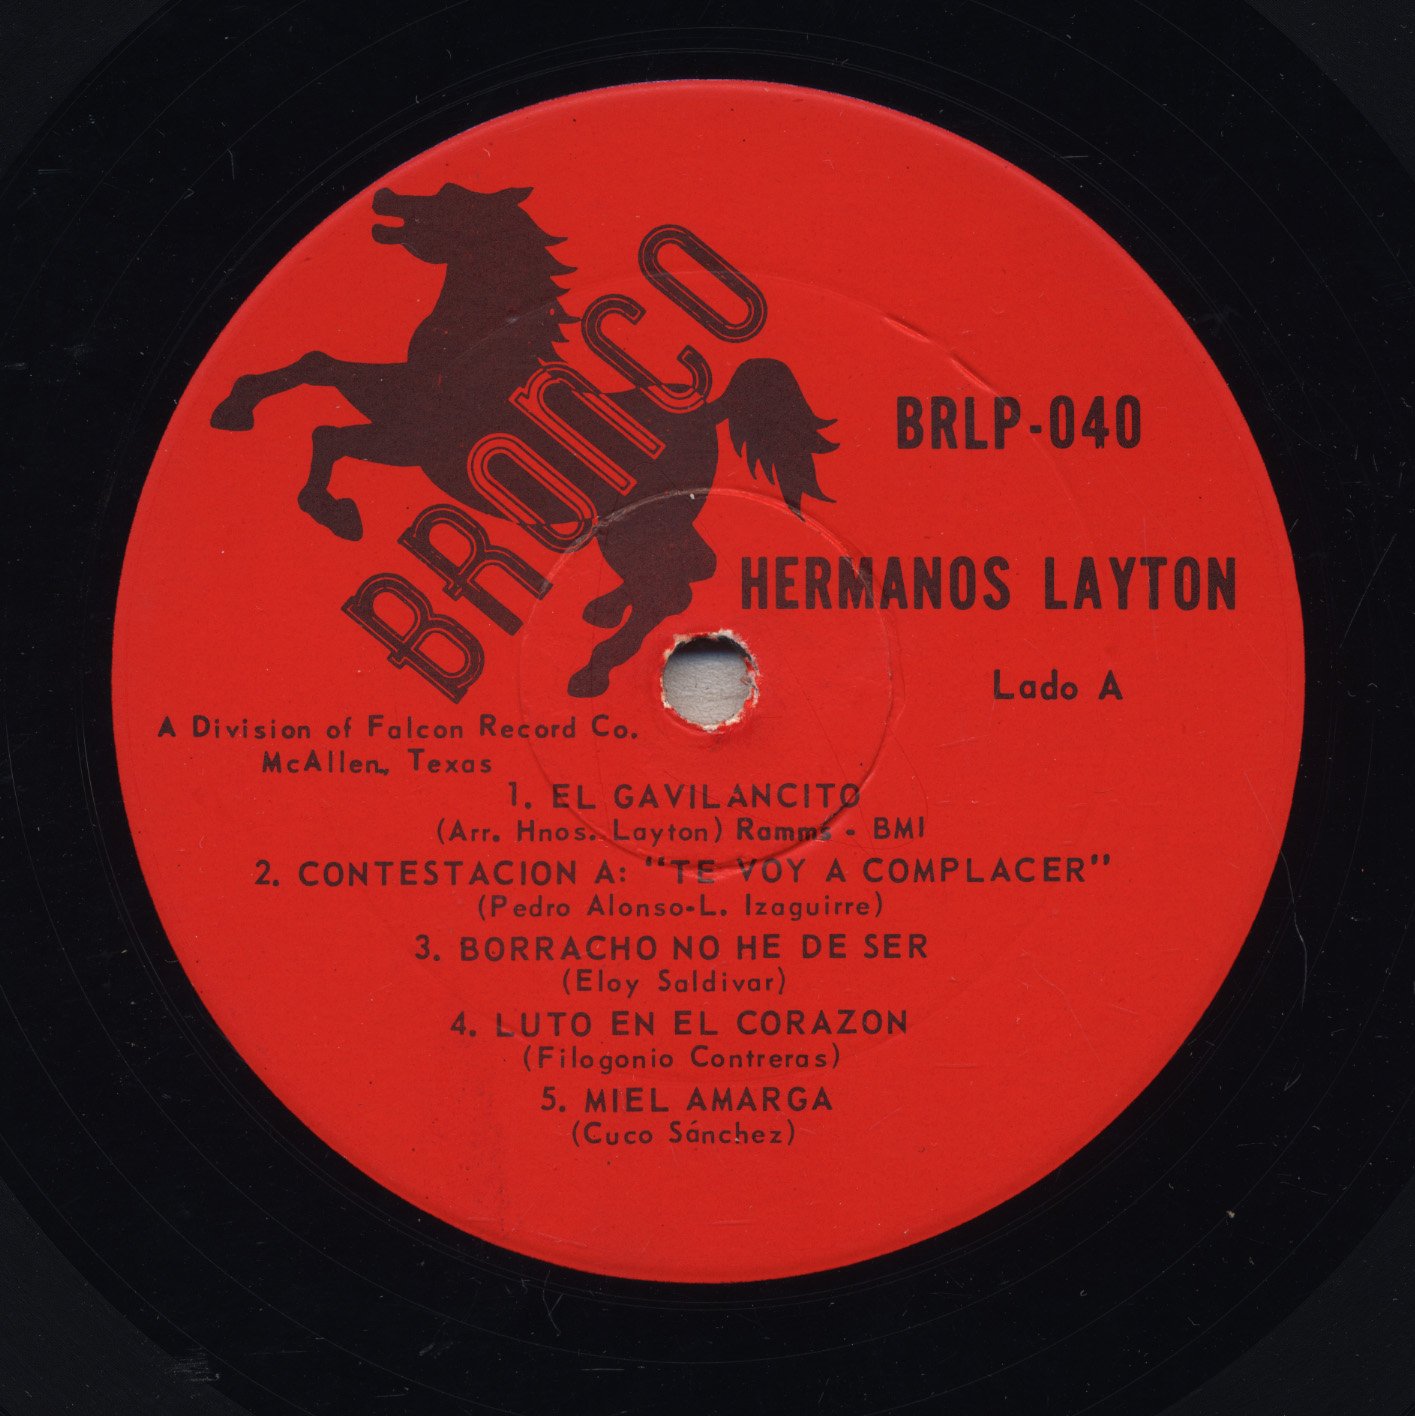 BRONCO
BRLP-040
HERMANOS LAYTON
Lado A
A Division of Falcon Record Co.
McAllen, Texas
1. EL GAVILANCITO
(Arr. Hnos. Layton) Ramms - BMI
2. CONTESTACION A: "TE VOY A COMPLACER"
(Pedro Alonso-L. Izaguirre)
3. BORRACHO NO HE DE SER
(Eloy Saldivar)
4. LUTO EN EL CORAZON
(Filogonio Contreras)
5. MIEL AMARGA
(Cuco Sánchez)